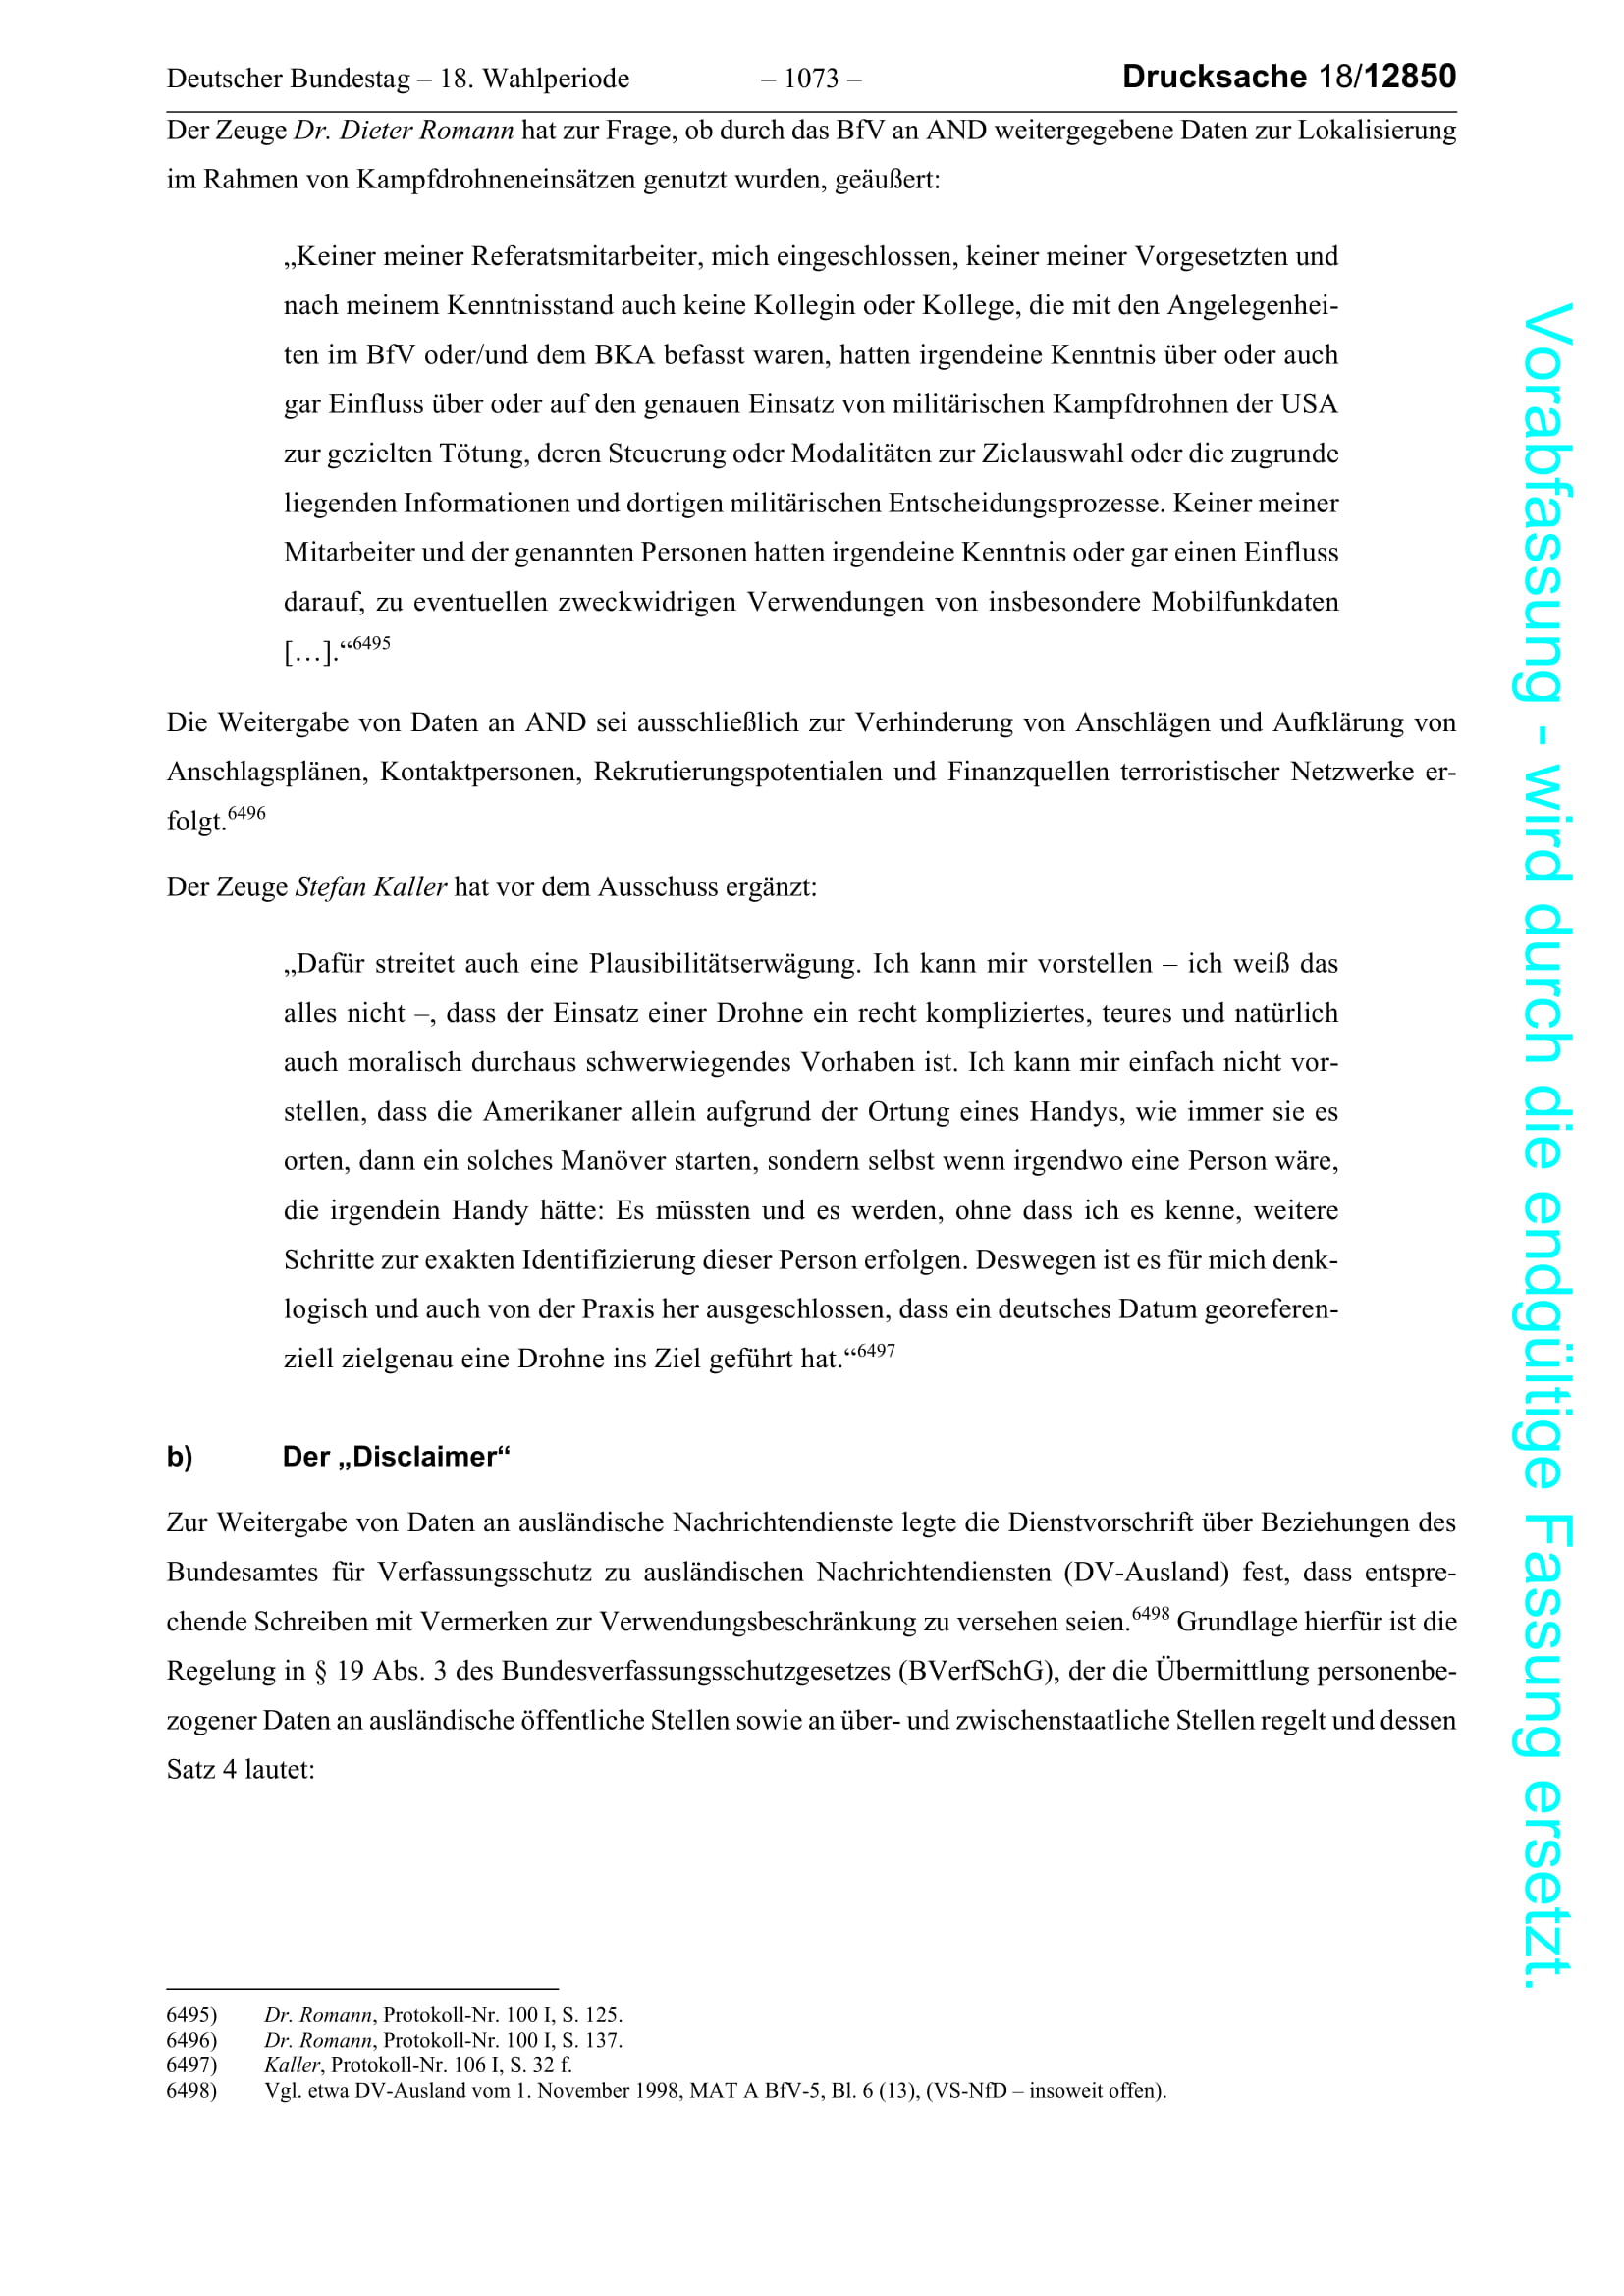 Deutscher Bundestag – 18. Wahlperiode – 1073 – Drucksache 18/12850
Der Zeuge Dr. Dieter Romann hat zur Frage, ob durch das BfV an AND weitergegebene Daten zur Lokalisierung
im Rahmen von Kampfdrohneneinsätzen genutzt wurden, geäußert:
„Keiner meiner Referatsmitarbeiter, mich eingeschlossen, keiner meiner Vorgesetzten und
nach meinem Kenntnisstand auch keine Kollegin oder Kollege, die mit den Angelegenhei-
ten im BfV oder/und dem BKA befasst waren, hatten irgendeine Kenntnis über oder auch
gar Einfluss über oder auf den genauen Einsatz von militärischen Kampfdrohnen der USA
zur gezielten Tötung, deren Steuerung oder Modalitäten zur Zielauswahl oder die zugrunde
liegenden Informationen und dortigen militärischen Entscheidungsprozesse. Keiner meiner
Mitarbeiter und der genannten Personen hatten irgendeine Kenntnis oder gar einen Einfluss
darauf, zu eventuellen zweckwidrigen Verwendungen von insbesondere Mobilfunkdaten
[…].“6495
Die Weitergabe von Daten an AND sei ausschließlich zur Verhinderung von Anschlägen und Aufklärung von
Anschlagsplänen, Kontaktpersonen, Rekrutierungspotentialen und Finanzquellen terroristischer Netzwerke er-
folgt.6496
Der Zeuge Stefan Kaller hat vor dem Ausschuss ergänzt:
„Dafür streitet auch eine Plausibilitätserwägung. Ich kann mir vorstellen – ich weiß das
alles nicht –, dass der Einsatz einer Drohne ein recht kompliziertes, teures und natürlich
auch moralisch durchaus schwerwiegendes Vorhaben ist. Ich kann mir einfach nicht vor-
stellen, dass die Amerikaner allein aufgrund der Ortung eines Handys, wie immer sie es
orten, dann ein solches Manöver starten, sondern selbst wenn irgendwo eine Person wäre,
die irgendein Handy hätte: Es müssten und es werden, ohne dass ich es kenne, weitere
Schritte zur exakten Identifizierung dieser Person erfolgen. Deswegen ist es für mich denk-
logisch und auch von der Praxis her ausgeschlossen, dass ein deutsches Datum georeferen-
ziell zielgenau eine Drohne ins Ziel geführt hat.“6497
b) Der „Disclaimer“
Zur Weitergabe von Daten an ausländische Nachrichtendienste legte die Dienstvorschrift über Beziehungen des
Bundesamtes für Verfassungsschutz zu ausländischen Nachrichtendiensten (DV-Ausland) fest, dass entspre-
chende Schreiben mit Vermerken zur Verwendungsbeschränkung zu versehen seien.6498 Grundlage hierfür ist die
Regelung in § 19 Abs. 3 des Bundesverfassungsschutzgesetzes (BVerfSchG), der die Übermittlung personenbe-
zogener Daten an ausländische öffentliche Stellen sowie an über- und zwischenstaatliche Stellen regelt und dessen
Satz 4 lautet:
6495) Dr. Romann, Protokoll-Nr. 100 I, S. 125.
6496) Dr. Romann, Protokoll-Nr. 100 I, S. 137.
6497) Kaller, Protokoll-Nr. 106 I, S. 32 f.
6498) Vgl. etwa DV-Ausland vom 1. November 1998, MAT A BfV-5, Bl. 6 (13), (VS-NfD – insoweit offen).
Vorabfassung - wird durch die endgültige Fassung ersetzt.